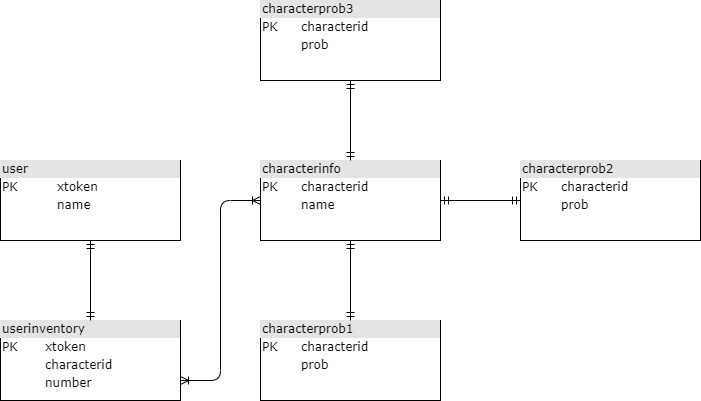 characterprob3
PK characterid
prob
user
PK xtoken
name
characterinfo
PK characterid
name
characterprob2
PK characterid
prob
userinventory
PK xtoken
characterid
number
characterprob1
PK characterid
prob